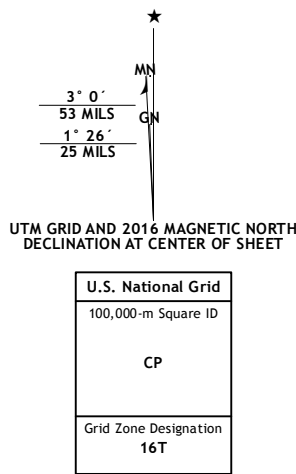 ★
MN
3° 0´
53 MILS
GN
1° 26´
25 MILS
UTM GRID AND 2016 MAGNETIC NORTH
DECLINATION AT CENTER OF SHEET
U.S. National Grid
100,000-m Square ID
CP
Grid Zone Designation
16T